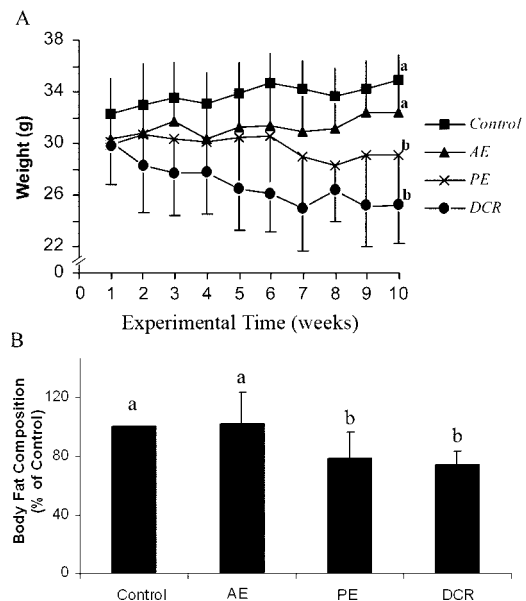 A
38
34
30
26
22
0
Weight (g)
a
a
b
b
Control
AE
PE
DCR
0 1 2 3 4 5 6 7 8 9 10
Experimental Time (weeks)
B
120
80
40
0
Body Fat Composition
(% of Control)
a
a
b
b
Control AE PE DCR